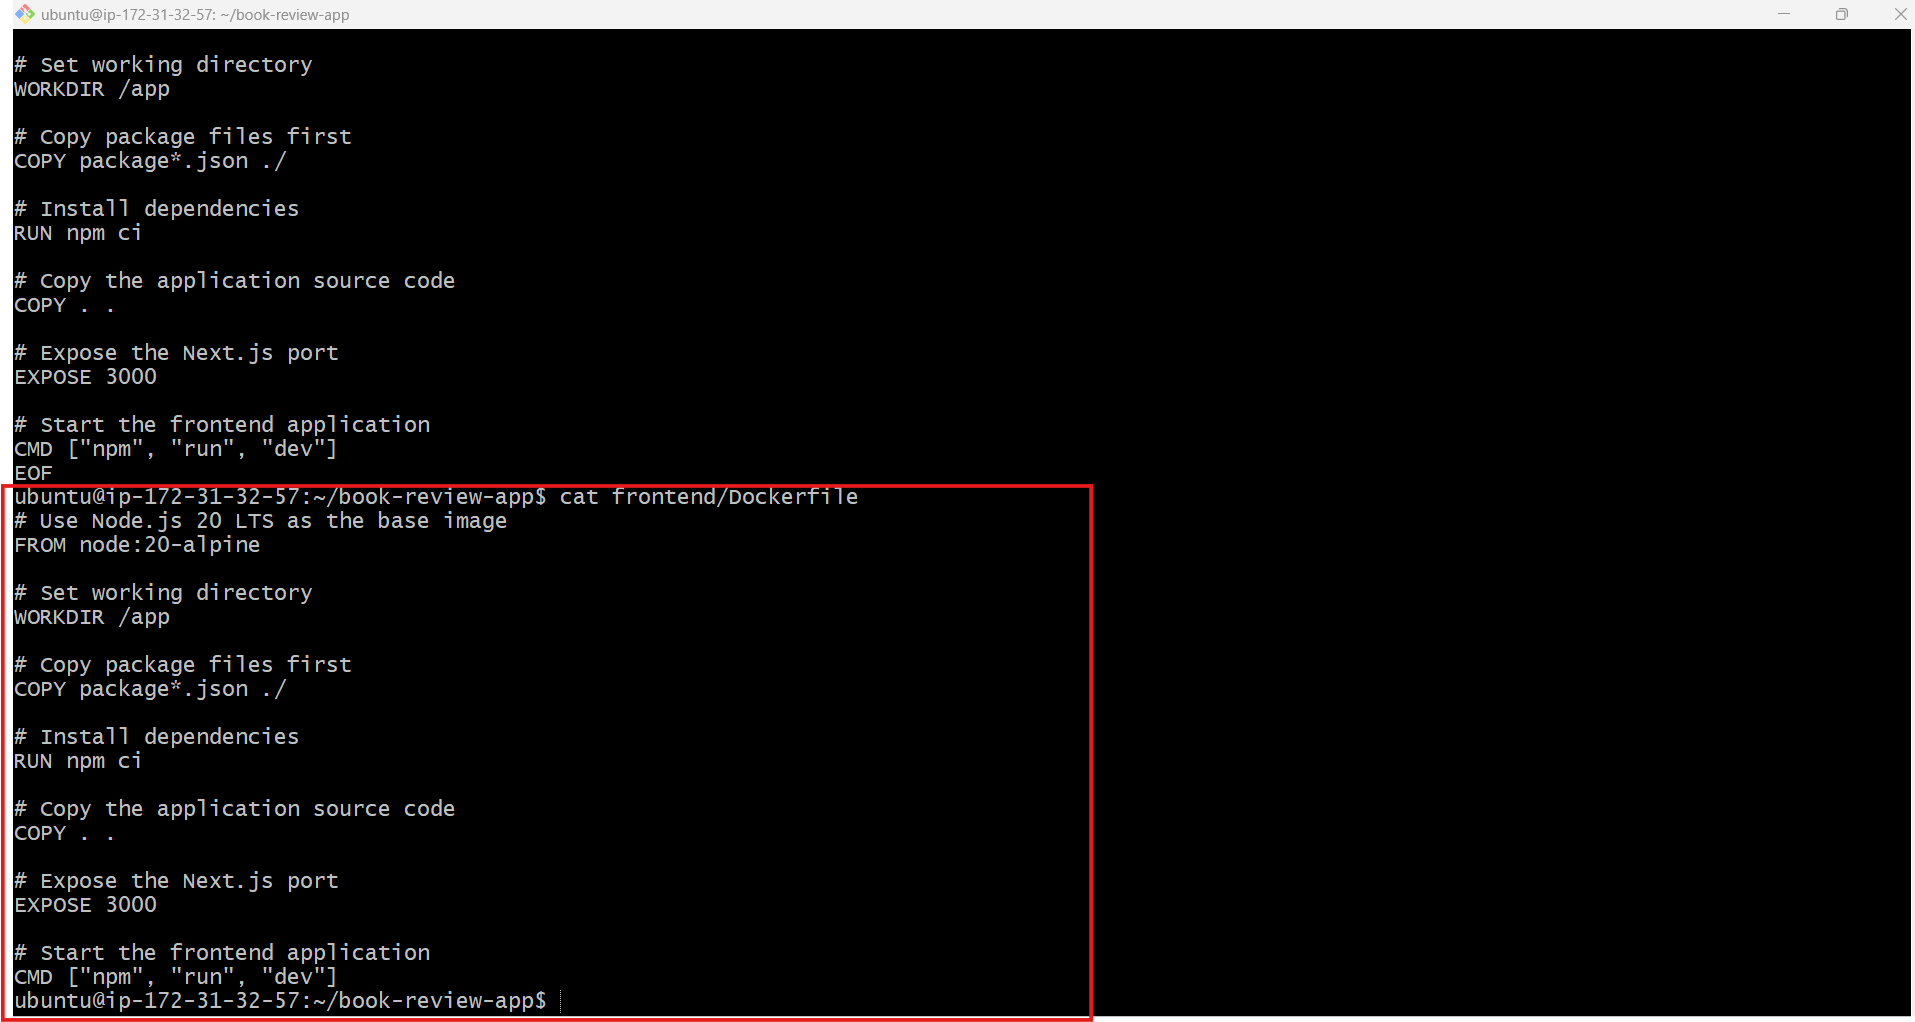 ubuntu@ip-172-31-32-57: ~/book-review-app
# Set working directory
WORKDIR /app
# Copy package files first
COPY package*.json ./
# Install dependencies
RUN npm ci
# Copy the application source code
COPY . .
# Expose the Next.js port
EXPOSE 3000
# Start the frontend application
CMD ["npm", "run", "dev"]
EOF
ubuntu@ip-172-31-32-57:~/book-review-app$ cat frontend/Dockerfile
# Use Node.js 20 LTS as the base image
FROM node:20-alpine
# Set working directory
WORKDIR /app
# Copy package files first
COPY package*.json ./
# Install dependencies
RUN npm ci
# Copy the application source code
COPY . .
# Expose the Next.js port
EXPOSE 3000
# Start the frontend application
CMD ["npm", "run", "dev"]
ubuntu@ip-172-31-32-57:~/book-review-app$